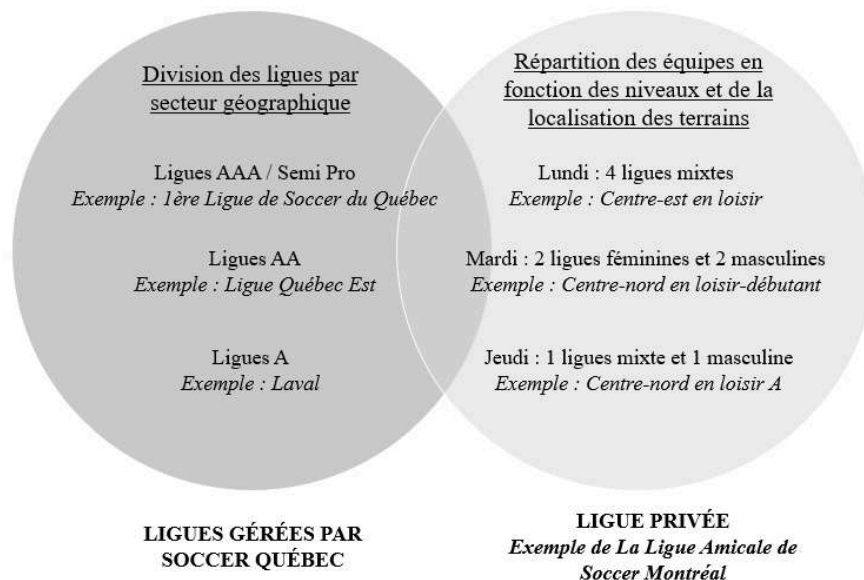 Division des ligues par
secteur géographique
Ligues AAA / Semi Pro
Exemple : 1ère Ligue de Soccer du Québec
Ligues AA
Exemple : Ligue Québec Est
Ligues A
Exemple : Laval
Répartition des équipes en
fonction des niveaux et de la
localisation des terrains
Lundi : 4 ligues mixtes
Exemple : Centre-est en loisir
Mardi : 2 ligues féminines et 2 masculines
Exemple : Centre-nord en loisir-débutant
Jeudi : 1 ligues mixte et 1 masculine
Exemple : Centre-nord en loisir A
LIGUES GÉRÉES PAR
SOCCER QUÉBEC
LIGUE PRIVÉE
Exemple de La Ligue Amicale de
Soccer Montréal